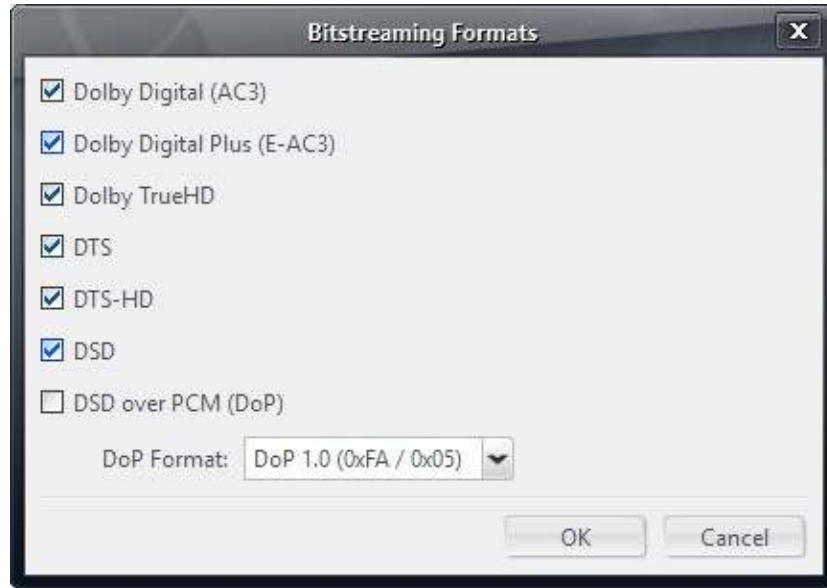 Bitstreaming Formats
Dolby Digital (AC3)
Dolby Digital Plus (E-AC3)
Dolby TrueHD
DTS
DTS-HD
DSD
DSD over PCM (DoP)
DoP Format: DoP 1.0 (0xFA / 0x05)
OK Cancel